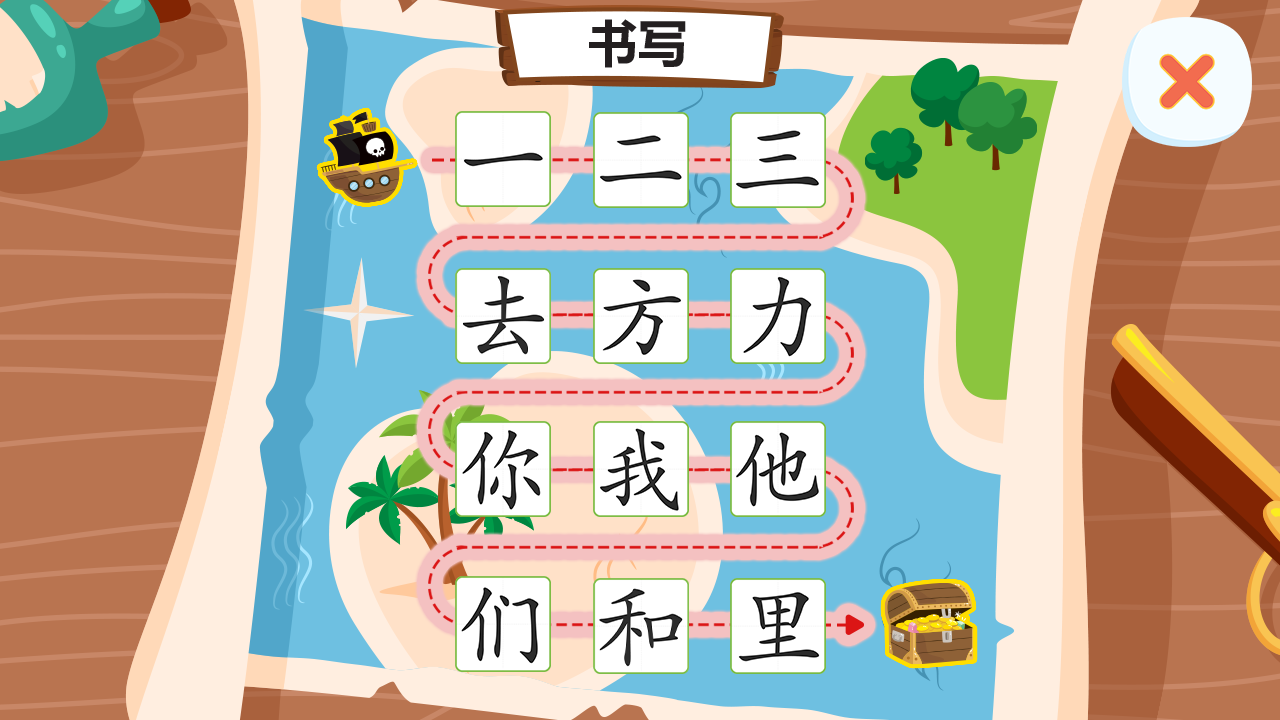 书写
一 二 三
去 方 力
你 我 他
们 和 里